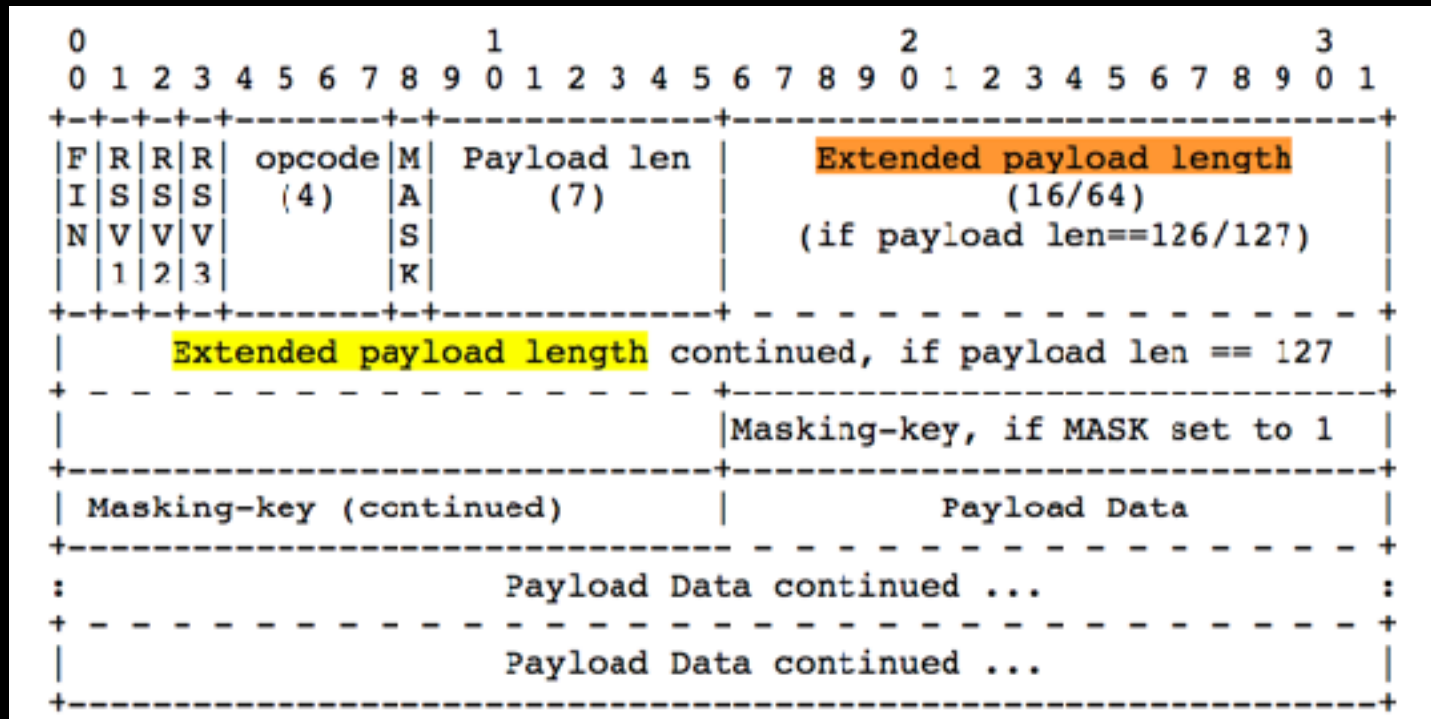 0 1 2 3
0 1 2 3 4 5 6 7 8 9 0 1 2 3 4 5 6 7 8 9 0 1 2 3 4 5 6 7 8 9 0 1
+-+-+-+-+-------+-+-------------+-------------------------------+
|F|R|R|R| opcode|M| Payload len | Extended payload length |
|I|S|S|S| (4) |A| (7) | (16/64) |
|N|V|V|V| |S| | (if payload len==126/127) |
| |1|2|3| |K| | |
+-+-+-+-+-------+-+-------------+ - - - - - - - - - - - - - - - +
| Extended payload length continued, if payload len == 127 |
+ - - - - - - - - - - - - - - - +-------------------------------+
| |Masking-key, if MASK set to 1 |
+-------------------------------+-------------------------------+
| Masking-key (continued) | Payload Data |
+-------------------------------- - - - - - - - - - - - - - - - +
: Payload Data continued ... :
+ - - - - - - - - - - - - - - - - - - - - - - - - - - - - - - - +
| Payload Data continued ... |
+---------------------------------------------------------------+